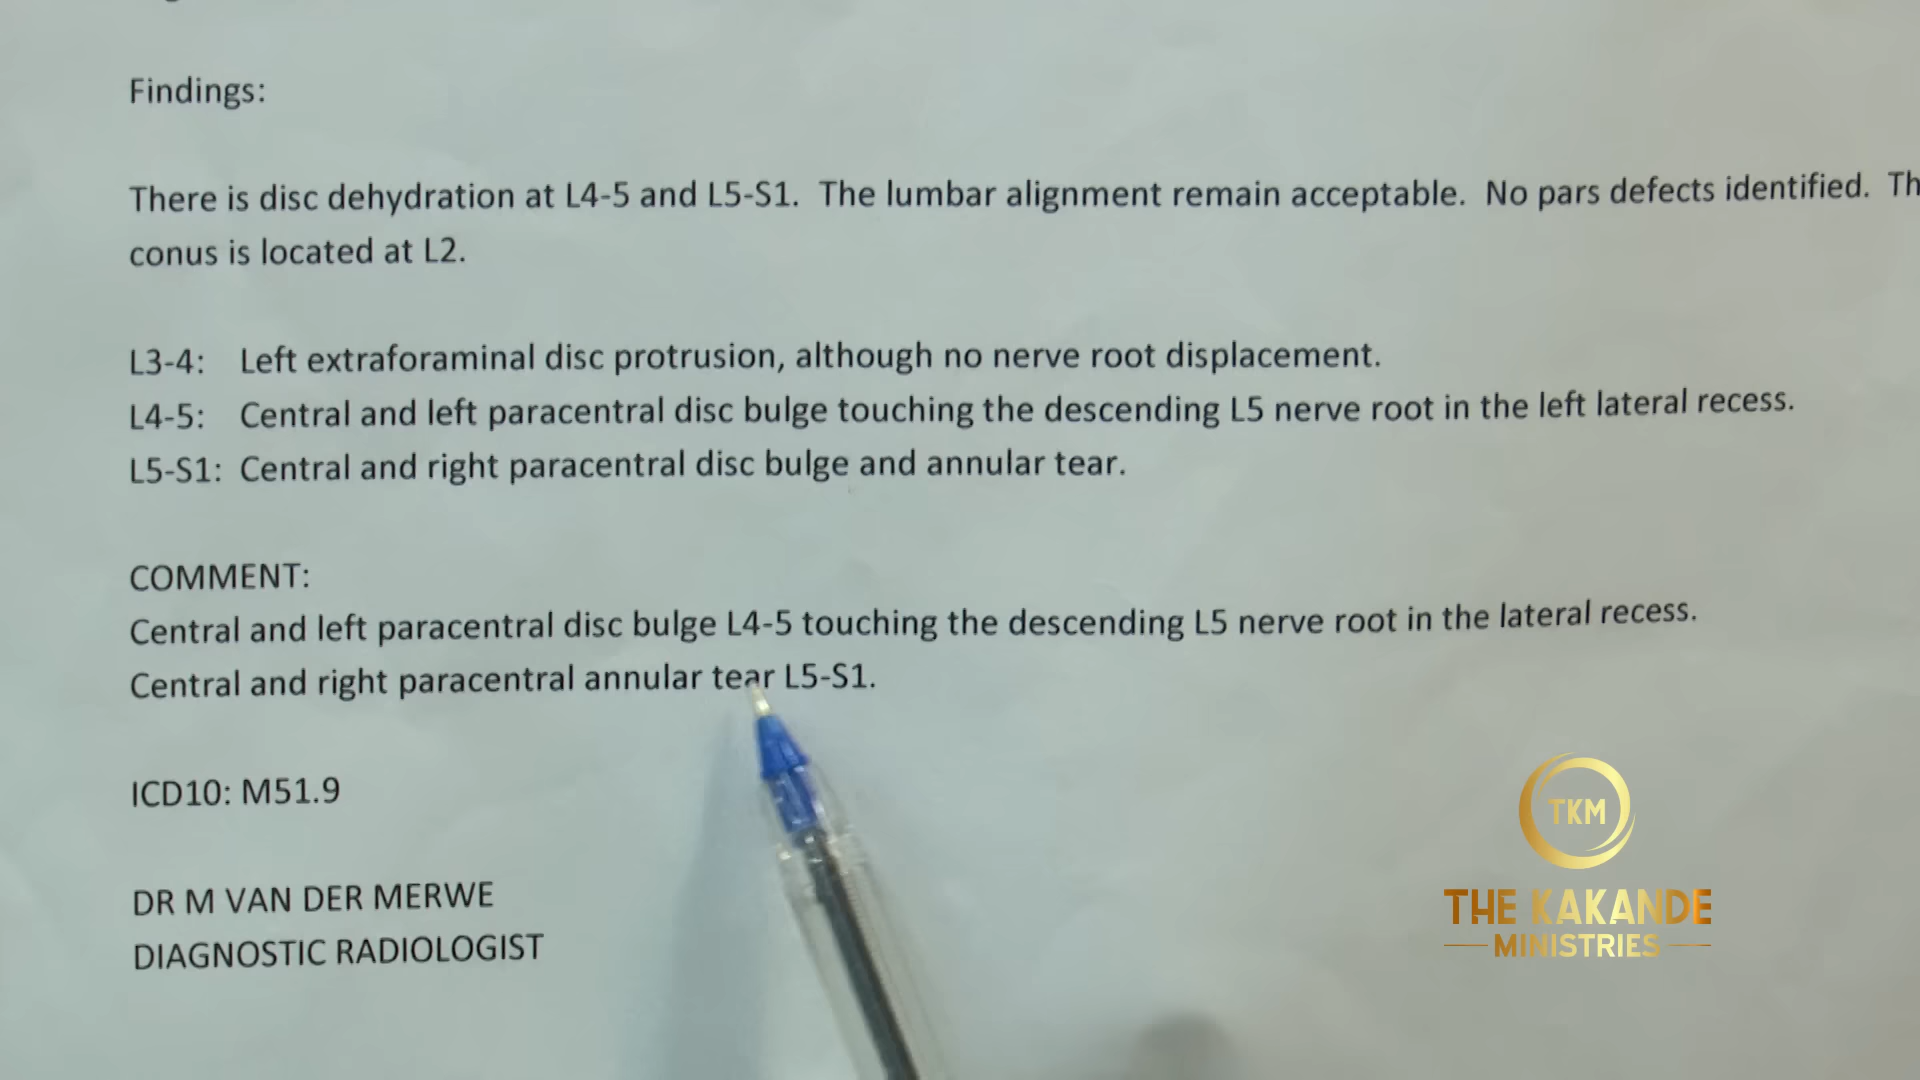 Findings:
There is disc dehydration at L4-5 and L5-S1. The lumbar alignment remain acceptable. No pars defects identified. Th
conus is located at L2.
L3-4: Left extraforaminal disc protrusion, although no nerve root displacement.
L4-5: Central and left paracentral disc bulge touching the descending L5 nerve root in the left lateral recess.
L5-S1: Central and right paracentral disc bulge and annular tear.
COMMENT:
Central and left paracentral disc bulge L4-5 touching the descending L5 nerve root in the lateral recess.
Central and right paracentral annular tear L5-S1.
ICD10: M51.9
DR M VAN DER MERWE
DIAGNOSTIC RADIOLOGIST
TKM
THE KAKANDE
MINISTRIES